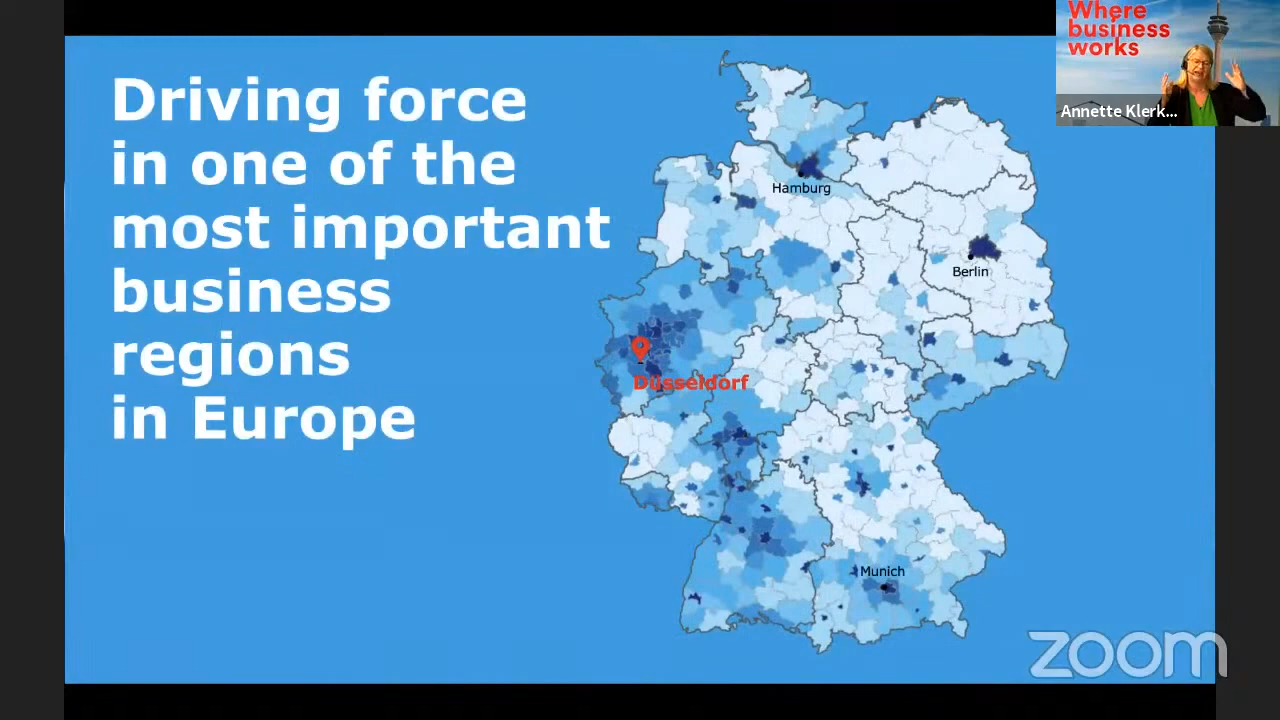 Driving force
in one of the
most important
business
regions
in Europe
Where
business
works
Annette Klerk...
Hamburg
Berlin
Düsseldorf
Munich
zoom